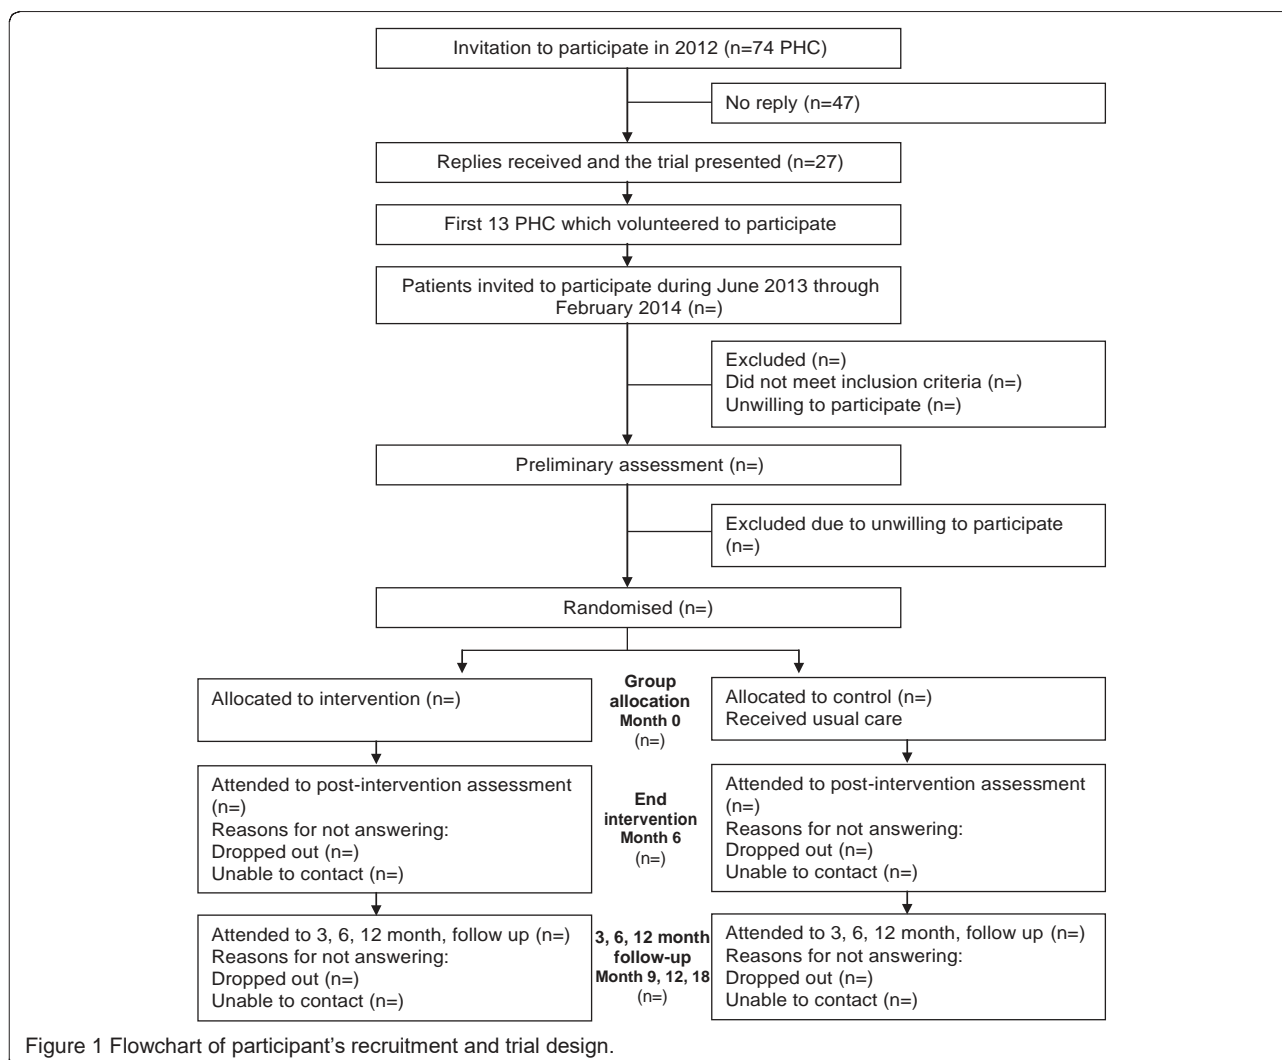 Invitation to participate in 2012 (n=74 PHC)
No reply (n=47)
Replies received and the trial presented (n=27)
First 13 PHC which volunteered to participate
Patients invited to participate during June 2013 through
February 2014 (n=)
Excluded (n=)
Did not meet inclusion criteria (n=)
Unwilling to participate (n=)
Preliminary assessment (n=)
Excluded due to unwilling to participate
(n=)
Randomised (n=)
Allocated to intervention (n=)
Group
allocation
Month 0
(n=)
Allocated to control (n=)
Received usual care
Attended to post-intervention assessment
(n=)
Reasons for not answering:
Dropped out (n=)
Unable to contact (n=)
End
intervention
Month 6
(n=)
Attended to post-intervention assessment
(n=)
Reasons for not answering:
Dropped out (n=)
Unable to contact (n=)
Attended to 3, 6, 12 month, follow up (n=)
Reasons for not answering:
Dropped out (n=)
Unable to contact (n=)
3, 6, 12 month
follow-up
Month 9, 12, 18
(n=)
Attended to 3, 6, 12 month, follow up (n=)
Reasons for not answering:
Dropped out (n=)
Unable to contact (n=)
Figure 1 Flowchart of participant's recruitment and trial design.